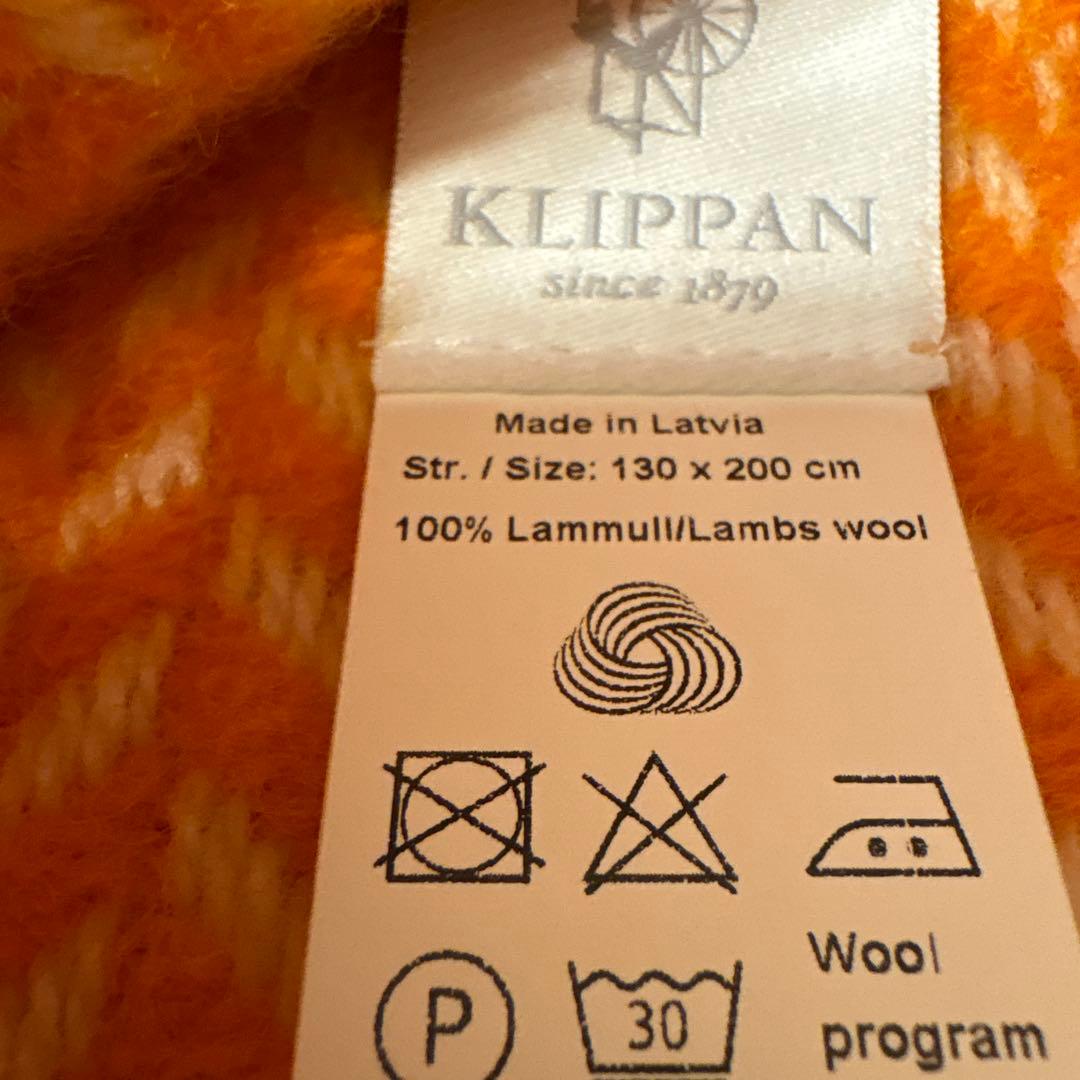 KLIPPAN
since 1879
Made in Latvia
Str. / Size: 130 x 200 cm
100% Lammull/Lambs wool
Wool
P
30
program